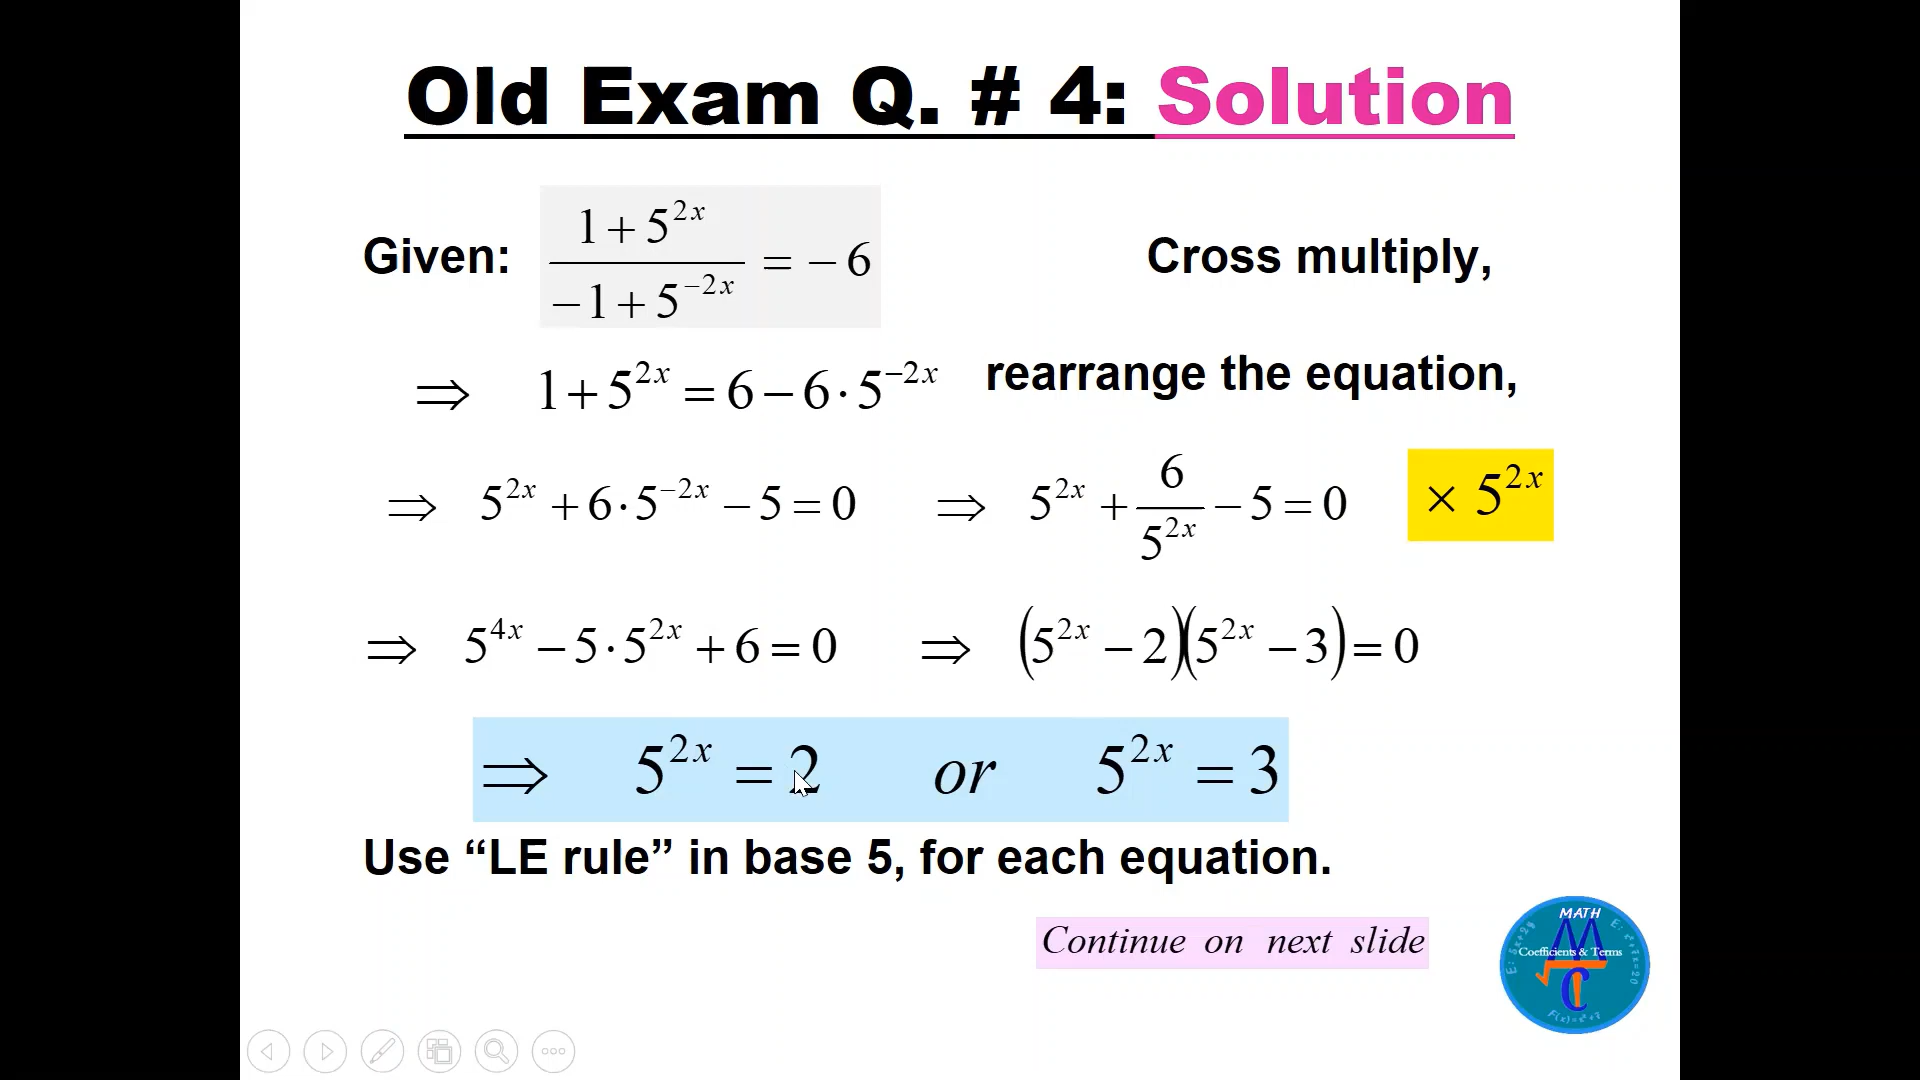 Old Exam Q. # 4: Solution
Given: (1 + 5^{2x}) / (−1 + 5^{−2x}) = − 6 Cross multiply,
⇒ 1 + 5^{2x} = 6 − 6 · 5^{−2x} rearrange the equation,
⇒ 5^{2x} + 6 · 5^{−2x} − 5 = 0 ⇒ 5^{2x} + 6 / 5^{2x} − 5 = 0 × 5^{2x}
⇒ 5^{4x} − 5 · 5^{2x} + 6 = 0 ⇒ (5^{2x} − 2)(5^{2x} − 3) = 0
⇒ 5^{2x} = 2 or 5^{2x} = 3
Use “LE rule” in base 5, for each equation.
Continue on next slide
MATH
Coefficients & Terms